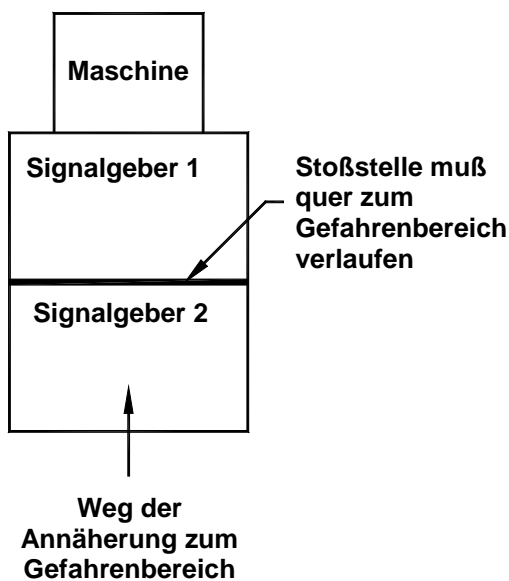 Maschine
Signalgeber 1
Stoßstelle muß
quer zum
Gefahrenbereich
verlaufen
Signalgeber 2
Weg der
Annäherung zum
Gefahrenbereich